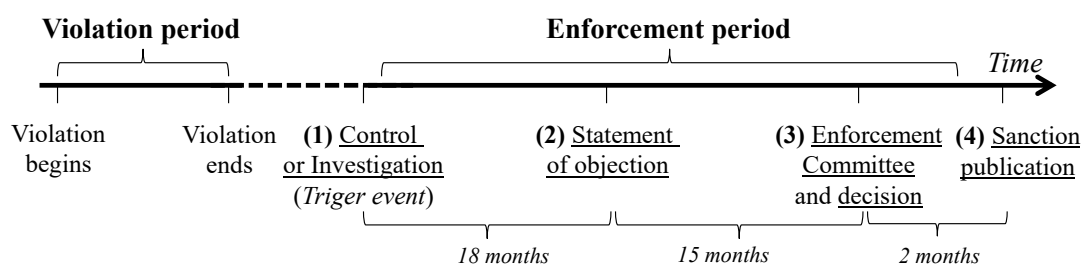 Violation period
Enforcement period
Time
Violation
begins
Violation
ends
(1) Control
or Investigation
(Triger event)
(2) Statement
of objection
(3) Enforcement
Committee
and decision
(4) Sanction
publication
18 months
15 months
2 months